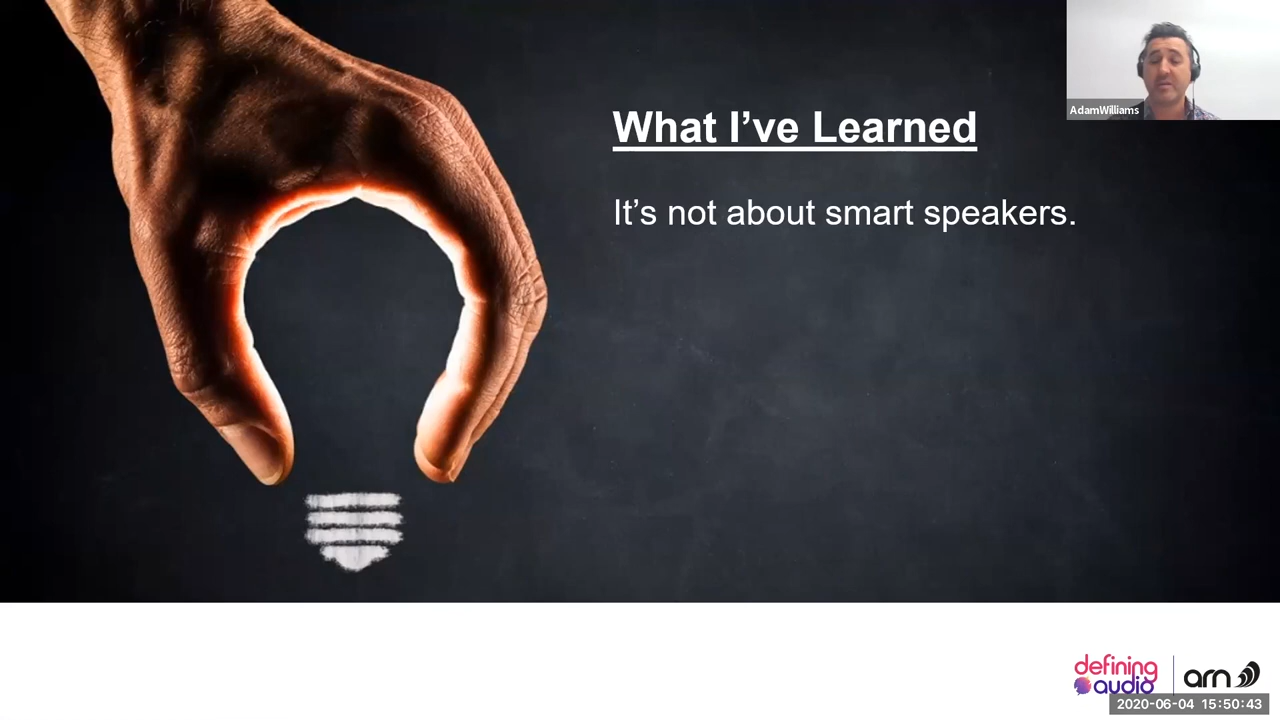 What I've Learned
It's not about smart speakers.
AdamWilliams
defining
audio
arn
2020-06-04 15:50:43